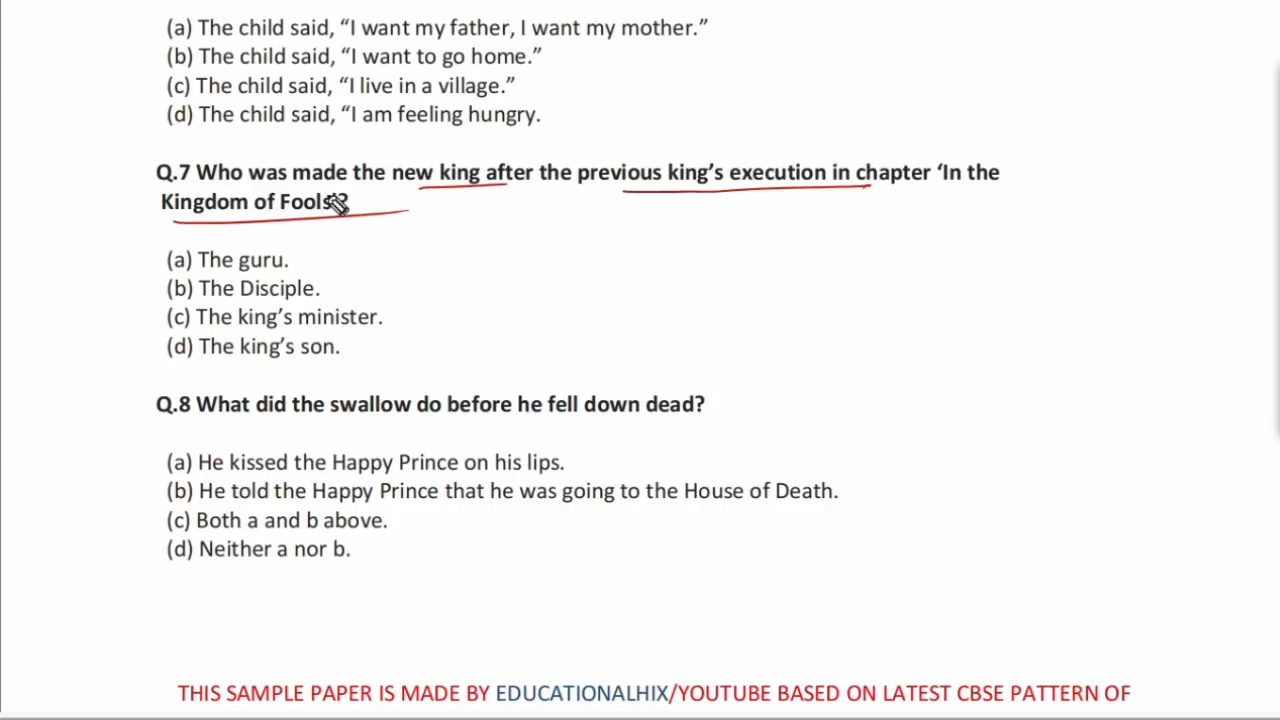 (a) The child said, “I want my father, I want my mother.”
(b) The child said, “I want to go home.”
(c) The child said, “I live in a village.”
(d) The child said, “I am feeling hungry.
Q.7 Who was made the new king after the previous king’s execution in chapter ‘In the
Kingdom of Fools?
(a) The guru.
(b) The Disciple.
(c) The king’s minister.
(d) The king’s son.
Q.8 What did the swallow do before he fell down dead?
(a) He kissed the Happy Prince on his lips.
(b) He told the Happy Prince that he was going to the House of Death.
(c) Both a and b above.
(d) Neither a nor b.
THIS SAMPLE PAPER IS MADE BY EDUCATIONALHIX/YOUTUBE BASED ON LATEST CBSE PATTERN OF